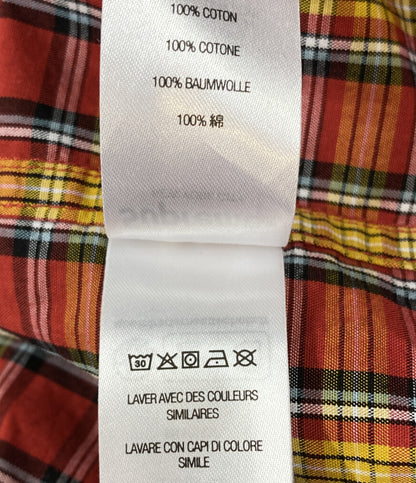 100% COTON
100% COTONE
100% BAUMWOLLE
100% 綿
30
LAVER AVEC DES COULEURS
SIMILAIRES
LAVARE CON CAPI DI COLORE
SIMILE